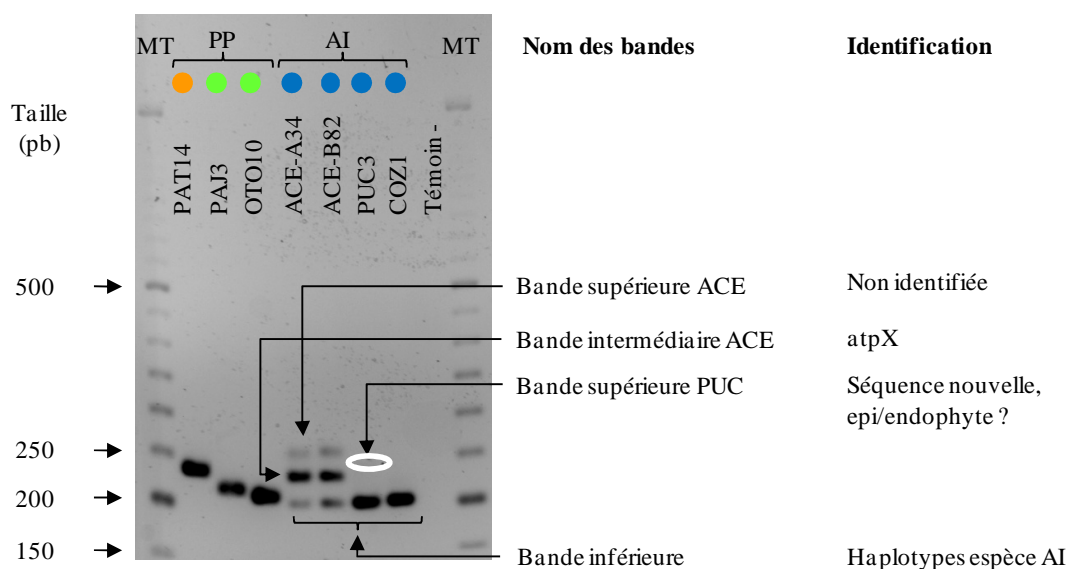 MT PP AI MT
Nom des bandes Identification
Taille
(pb)
PAT14
PAJ3
OTO10
ACE-A34
ACE-B82
PUC3
COZ1
Témoin -
500
Bande supérieure ACE Non identifiée
Bande intermédiaire ACE atpX
Bande supérieure PUC Séquence nouvelle,
epi/endophyte ?
250
200
150
Bande inférieure Haplotypes espèce AI